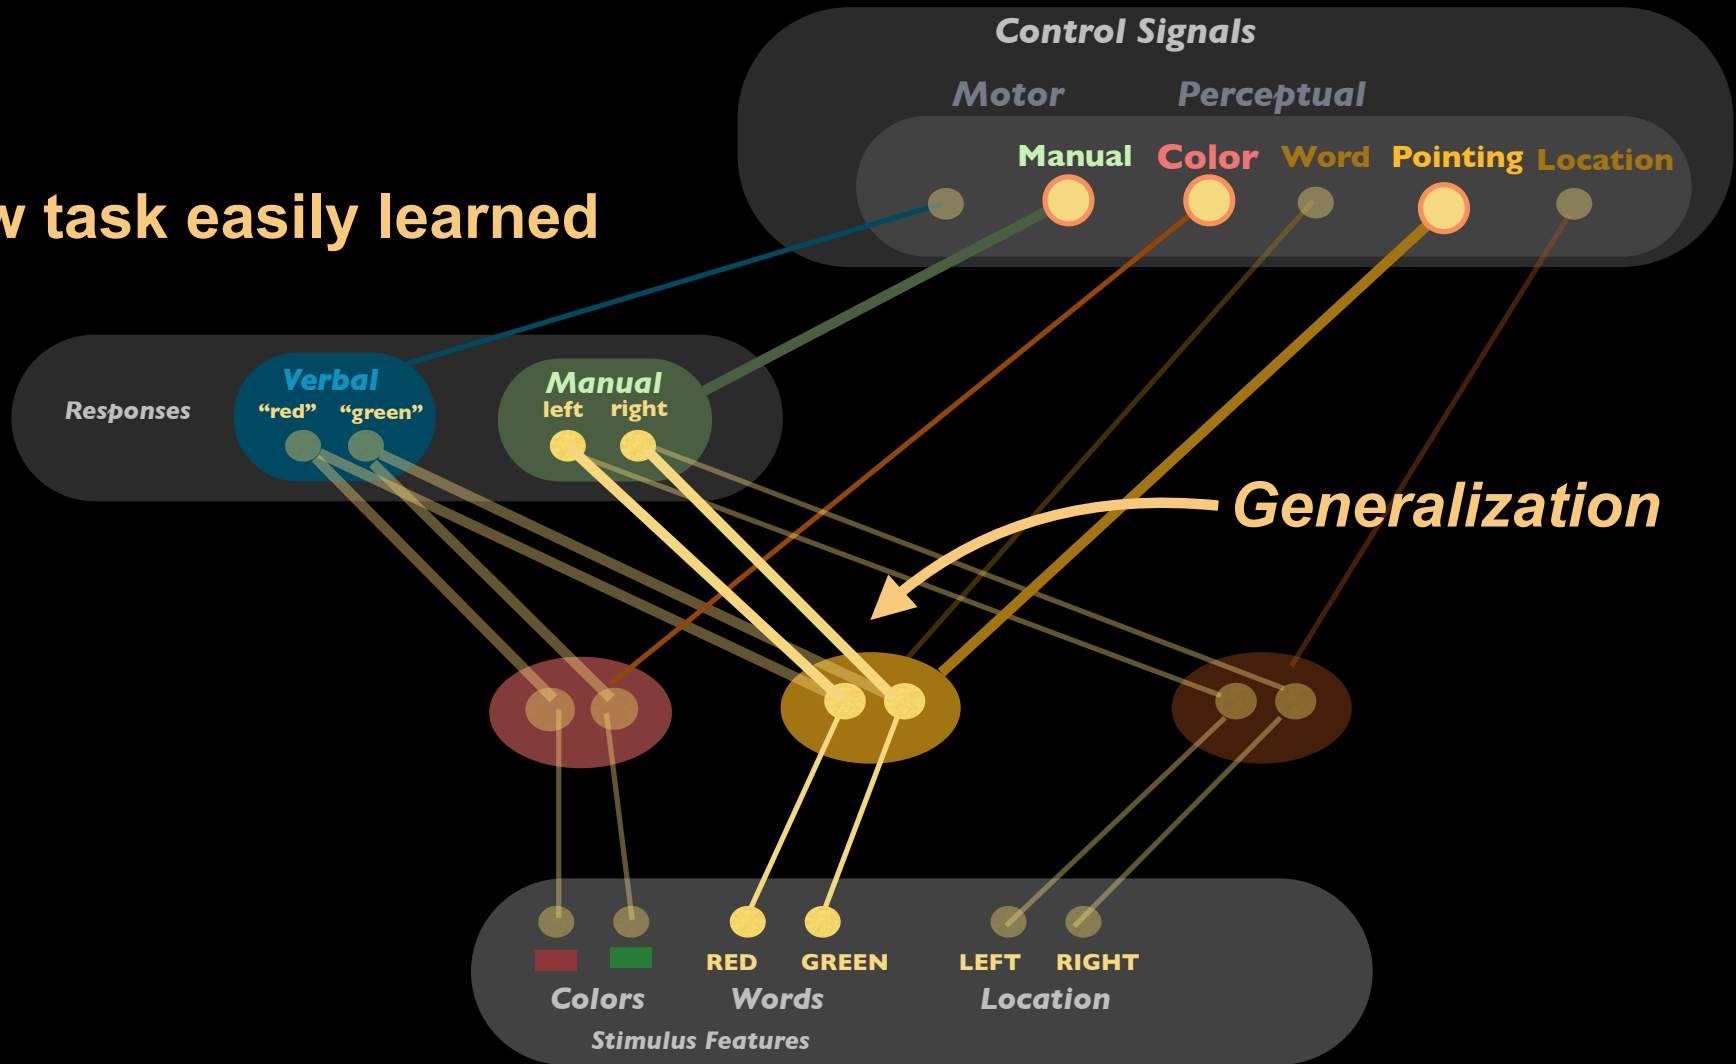 Control Signals
Motor Perceptual
Manual Color Word Pointing Location
task easily learned
Responses
Verbal
“red” “green”
Manual
left right
Generalization
RED GREEN LEFT RIGHT
Colors Words Location
Stimulus Features